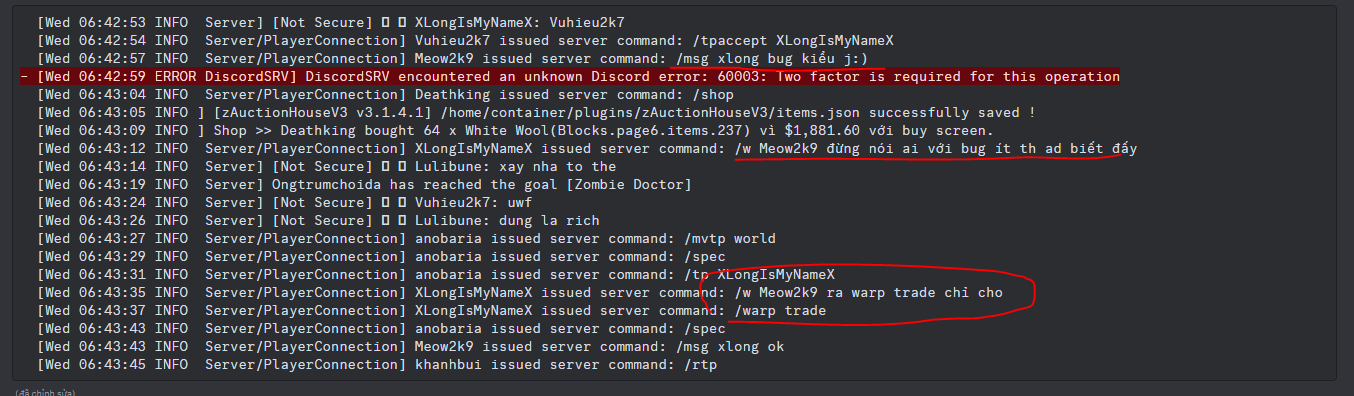 [Wed 06:42:53 INFO  Server] [Not Secure] XLongIsMyNameX: Vuhieu2k7
[Wed 06:42:54 INFO  Server/PlayerConnection] Vuhieu2k7 issued server command: /tpaccept XLongIsMyNameX
[Wed 06:42:57 INFO  Server/PlayerConnection] Meow2k9 issued server command: /msg xlong bug kiểu j:)
- [Wed 06:42:59 ERROR DiscordSRV] DiscordSRV encountered an unknown Discord error: 60003: Two factor is required for this operation
[Wed 06:43:04 INFO  Server/PlayerConnection] Deathking issued server command: /shop
[Wed 06:43:05 INFO ] [zAuctionHouseV3 v3.1.4.1] /home/container/plugins/zAuctionHouseV3/items.json successfully saved !
[Wed 06:43:09 INFO ] Shop >> Deathking bought 64 x White Wool(Blocks.page6.items.237) vì $1,881.60 với buy screen.
[Wed 06:43:12 INFO  Server/PlayerConnection] XLongIsMyNameX issued server command: /w Meow2k9 đừng nói ai với bug ít th ad biết đấy
[Wed 06:43:14 INFO  Server] [Not Secure] Lulibune: xay nha to the
[Wed 06:43:19 INFO  Server] Ongtrumchoida has reached the goal [Zombie Doctor]
[Wed 06:43:24 INFO  Server] [Not Secure] Vuhieu2k7: uwf
[Wed 06:43:26 INFO  Server] [Not Secure] Lulibune: dung la rich
[Wed 06:43:27 INFO  Server/PlayerConnection] anobaria issued server command: /mvtp world
[Wed 06:43:29 INFO  Server/PlayerConnection] anobaria issued server command: /spec
[Wed 06:43:31 INFO  Server/PlayerConnection] anobaria issued server command: /tp XLongIsMyNameX
[Wed 06:43:35 INFO  Server/PlayerConnection] XLongIsMyNameX issued server command: /w Meow2k9 ra warp trade chỉ cho
[Wed 06:43:37 INFO  Server/PlayerConnection] XLongIsMyNameX issued server command: /warp trade
[Wed 06:43:43 INFO  Server/PlayerConnection] anobaria issued server command: /spec
[Wed 06:43:43 INFO  Server/PlayerConnection] Meow2k9 issued server command: /msg xlong ok
[Wed 06:43:45 INFO  Server/PlayerConnection] khanhbui issued server command: /rtp
(đã chỉnh sửa)